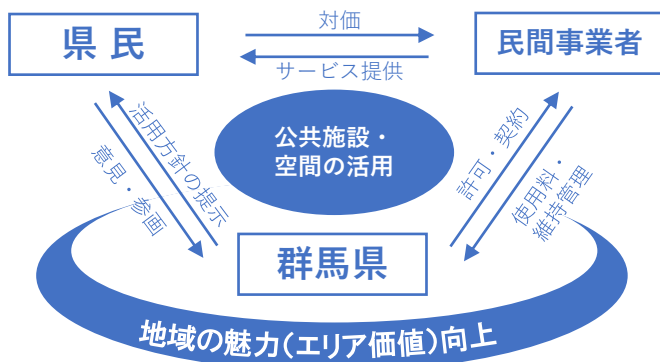 県 民
対価
サービス提供
民間事業者
公共施設・
空間の活用
活用方針の提示
意見・参画
許可・契約
使用料・
維持管理
群馬県
地域の魅力（エリア価値）向上